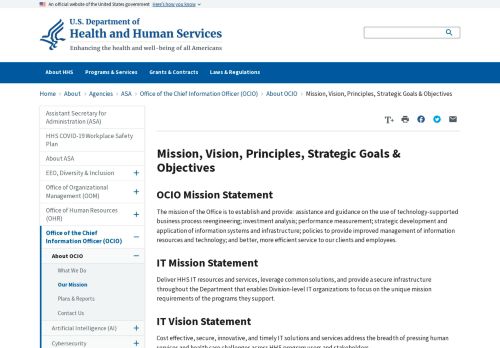 An official website of the United States government Here's how you know
U.S. Department of
Health and Human Services
Enhancing the health and well-being of all Americans
About HHS Programs & Services Grants & Contracts Laws & Regulations
Home > About > Agencies > ASA > Office of the Chief Information Officer (OCIO) > About OCIO > Mission, Vision, Principles, Strategic Goals & Objectives
Assistant Secretary for
Administration (ASA)
HHS COVID-19 Workplace Safety
Plan
About ASA
EEO, Diversity & Inclusion
Office of Organizational
Management (OOM)
Office of Human Resources
(OHR)
Office of the Chief
Information Officer (OCIO)
About OCIO
What We Do
Our Mission
Plans & Reports
Contact Us
Artificial Intelligence (AI)
Cybersecurity
T+
Mission, Vision, Principles, Strategic Goals &
Objectives
OCIO Mission Statement
The mission of the Office is to establish and provide: assistance and guidance on the use of technology-supported
business process reengineering; investment analysis; performance measurement; strategic development and
application of information systems and infrastructure; policies to provide improved management of
information resources and technology; and better, more efficient service to our clients and employees.
IT Mission Statement
Deliver HHS IT resources and services, leverage common solutions, and provide a secure infrastructure
throughout the Department that enables Division-level IT organizations to focus on the unique mission
requirements of the programs they support.
IT Vision Statement
Cost effective, secure, innovative, and timely IT solutions and services address the breadth of pressing human